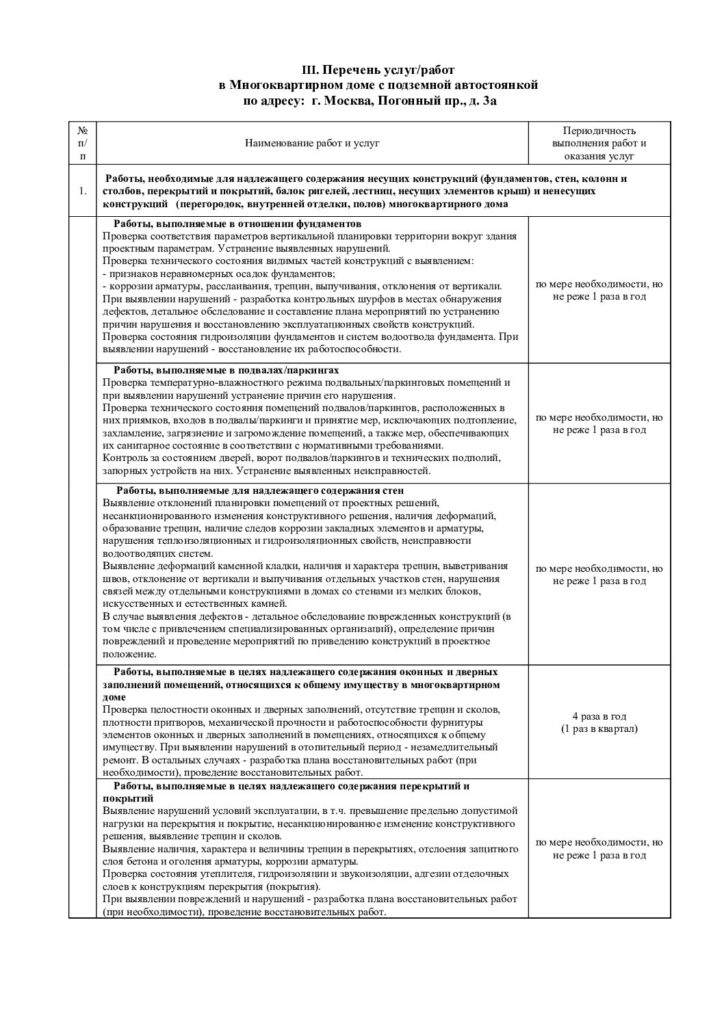 III. Перечень услуг/работ
в Многоквартирном доме с подземной автостоянкой
по адресу: г. Москва, Погонный пр., д. 3а
№
п/
п
Наименование работ и услуг
Периодичность
выполнения работ и
оказания услуг
1.
Работы, необходимые для надлежащего содержания несущих конструкций (фундаментов, стен, колонн и
столбов, перекрытий и покрытий, балок ригелей, лестниц, несущих элементов крыш) и ненесущих
конструкций (перегородок, внутренней отделки, полов) многоквартирного дома
Работы, выполняемые в отношении фундаментов
Проверка соответствия параметров вертикальной планировки территории вокруг здания
проектным параметрам. Устранение выявленных нарушений.
Проверка технического состояния видимых частей конструкций с выявлением:
- признаков неравномерных осадок фундаментов;
- коррозии арматуры, расслаивания, трещин, выпучивания, отклонения от вертикали.
При выявлении нарушений - разработка контрольных шурфов в местах обнаружения
дефектов, детальное обследование и составление плана мероприятий по устранению
причин нарушения и восстановлению эксплуатационных свойств конструкций.
Проверка состояния гидроизоляции фундаментов и систем водоотвода фундамента. При
выявлении нарушений - восстановление их работоспособности.
по мере необходимости, но
не реже 1 раза в год
Работы, выполняемые в подвалах/паркингах
Проверка температурно-влажностного режима подвальных/паркинговых помещений и
при выявлении нарушений устранение причин его нарушения.
Проверка технического состояния помещений подвалов/паркингов, расположенных в
них приямков, входов в подвалы/паркинги и принятие мер, исключающих подтопление,
захламление, загрязнение и загромождение помещений, а также мер, обеспечивающих
их санитарное состояние в соответствии с нормативными требованиями.
Контроль за состоянием дверей, ворот подвалов/паркингов и технических подполий,
запорных устройств на них. Устранение выявленных неисправностей.
по мере необходимости, но
не реже 1 раза в год
Работы, выполняемые для надлежащего содержания стен
Выявление отклонений планировки помещений от проектных решений,
несанкционированного изменения конструктивного решения, наличия деформаций,
образование трещин, наличие следов коррозии закладных элементов и арматуры,
нарушения теплоизоляционных и гидроизоляционных свойств, неисправности
водоотводящих систем.
Выявление деформаций каменной кладки, наличия и характера трещин, выветривания
швов, отклонение от вертикали и выпучивания отдельных участков стен, нарушения
связей между отдельными конструкциями в домах со стенами из мелких блоков,
искусственных и естественных камней.
В случае выявления дефектов - детальное обследование поврежденных конструкций (в
том числе с привлечением специализированных организаций), определение причин
повреждений и проведение мероприятий по приведению конструкций в проектное
положение.
по мере необходимости, но
не реже 1 раза в год
Работы, выполняемые в целях надлежащего содержания оконных и дверных
заполнений помещений, относящихся к общему имуществу в многоквартирном
доме
Проверка целостности оконных и дверных заполнений, отсутствие трещин и сколов,
плотности притворов, механической прочности и работоспособности фурнитуры
элементов оконных и дверных заполнений в помещениях, относящихся к общему
имуществу. При выявлении нарушений в отопительный период - незамедлительный
ремонт. В остальных случаях - разработка плана восстановительных работ (при
необходимости), проведение восстановительных работ.
4 раза в год
(1 раз в квартал)
Работы, выполняемые в целях надлежащего содержания перекрытий и
покрытий
Выявление нарушений условий эксплуатации, в т.ч. превышение предельно допустимой
нагрузки на перекрытия и покрытие, несанкционированное изменение конструктивного
решения, выявление трещин и сколов.
Выявление наличия, характера и величины трещин в перекрытиях, отслоения защитного
слоя бетона и оголения арматуры, коррозии арматуры.
Проверка состояния утеплителя, гидроизоляции и звукоизоляции, адгезии отделочных
слоев к конструкциям перекрытия (покрытия).
При выявлении повреждений и нарушений - разработка плана восстановительных работ
(при необходимости), проведение восстановительных работ.
по мере необходимости, но
не реже 1 раза в год